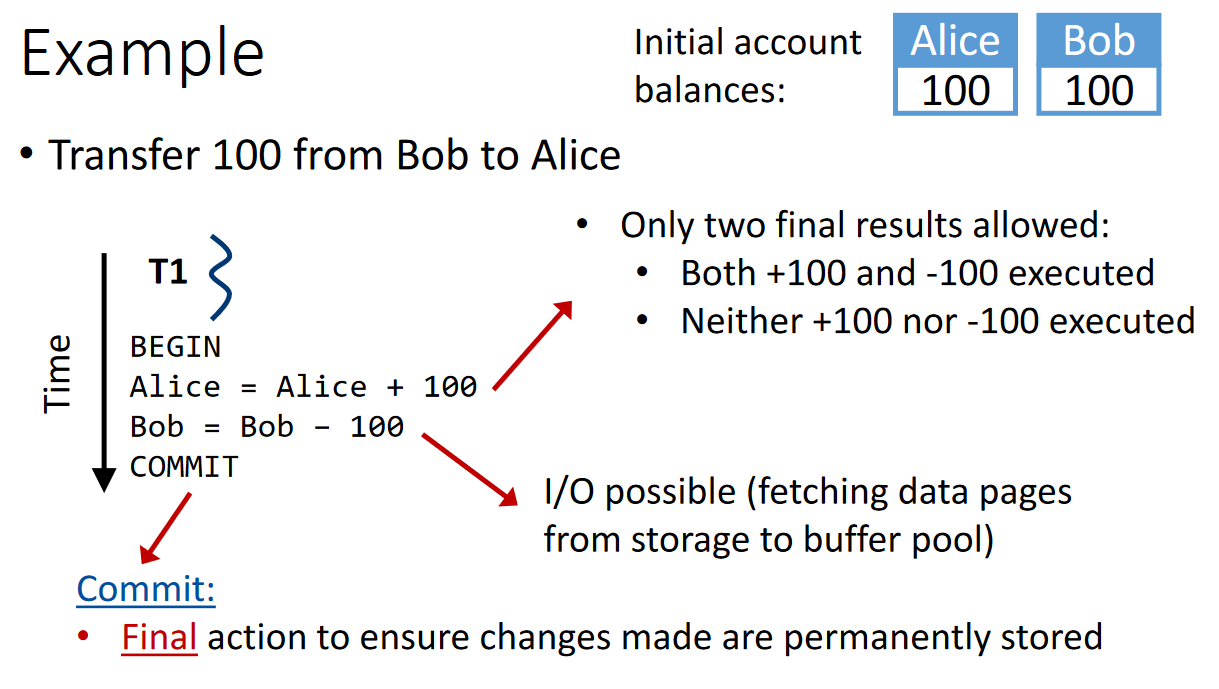 Example
Initial account
balances:
Alice
Bob
100
100
• Transfer 100 from Bob to Alice
• Only two final results allowed:
• Both +100 and -100 executed
• Neither +100 nor -100 executed
Time
T1
BEGIN
Alice = Alice + 100
Bob = Bob – 100
COMMIT
I/O possible (fetching data pages
from storage to buffer pool)
Commit:
• Final action to ensure changes made are permanently stored